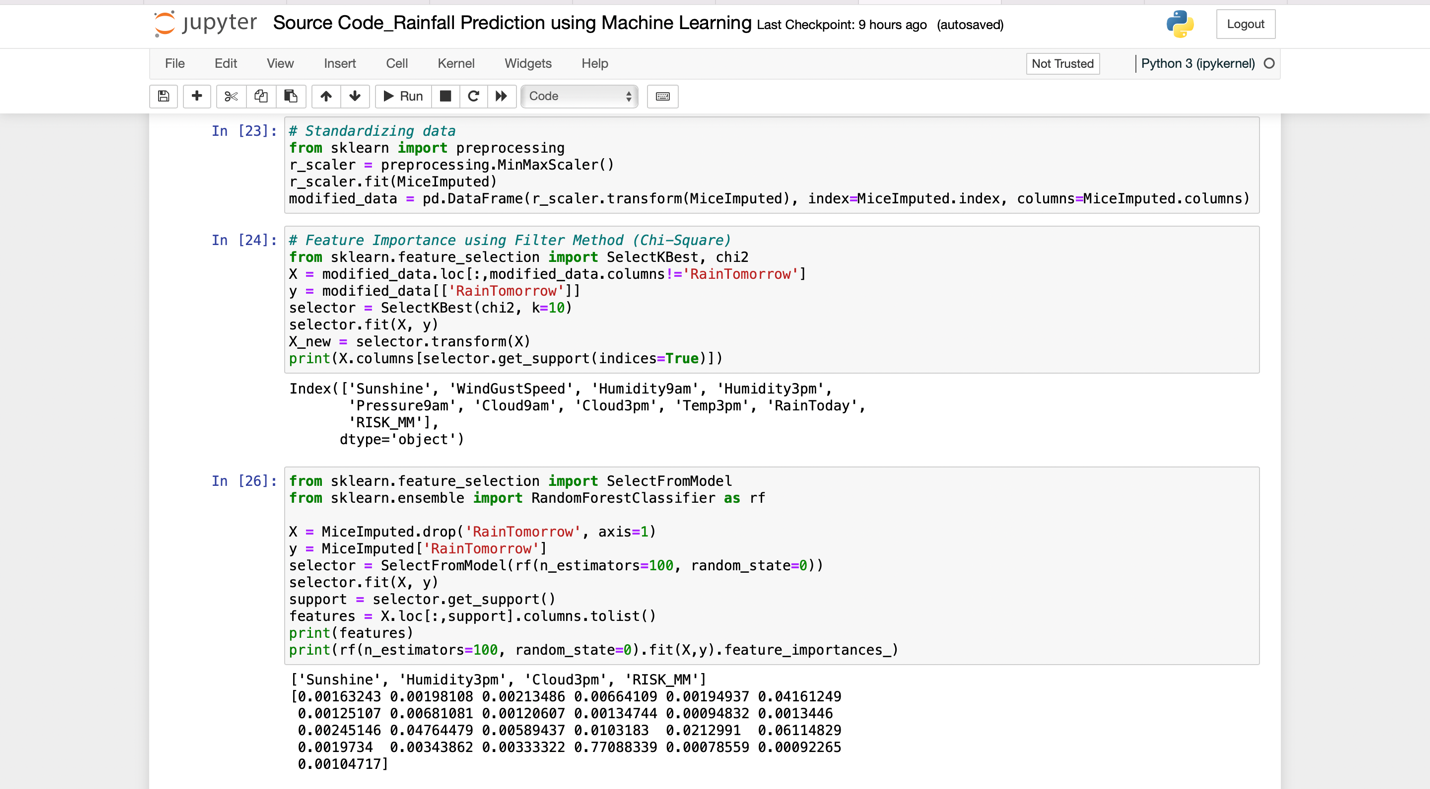 jupyter Source Code_Rainfall Prediction using Machine Learning Last Checkpoint: 9 hours ago (autosaved)
Logout
File Edit View Insert Cell Kernel Widgets Help
Not Trusted
Python 3 (ipykernel)
Run
Code
In [23]:
# Standardizing data
from sklearn import preprocessing
r_scaler = preprocessing.MinMaxScaler()
r_scaler.fit(MiceImputed)
modified_data = pd.DataFrame(r_scaler.transform(MiceImputed), index=MiceImputed.index, columns=MiceImputed.columns)
In [24]:
# Feature Importance using Filter Method (Chi-Square)
from sklearn.feature_selection import SelectKBest, chi2
X = modified_data.loc[:,modified_data.columns!='RainTomorrow']
y = modified_data[['RainTomorrow']]
selector = SelectKBest(chi2, k=10)
selector.fit(X, y)
X_new = selector.transform(X)
print(X.columns[selector.get_support(indices=True)])
Index(['Sunshine', 'WindGustSpeed', 'Humidity9am', 'Humidity3pm',
'Pressure9am', 'Cloud9am', 'Cloud3pm', 'Temp3pm', 'RainToday',
'RISK_MM'],
dtype='object')
In [26]:
from sklearn.feature_selection import SelectFromModel
from sklearn.ensemble import RandomForestClassifier as rf
X = MiceImputed.drop('RainTomorrow', axis=1)
y = MiceImputed['RainTomorrow']
selector = SelectFromModel(rf(n_estimators=100, random_state=0))
selector.fit(X, y)
support = selector.get_support()
features = X.loc[:,support].columns.tolist()
print(features)
print(rf(n_estimators=100, random_state=0).fit(X,y).feature_importances_)
['Sunshine', 'Humidity3pm', 'Cloud3pm', 'RISK_MM']
[0.00163243 0.00198108 0.00213486 0.00664109 0.00194937 0.04161249
0.00125107 0.00681081 0.00120607 0.00134744 0.00094832 0.0013446
0.00245146 0.04764479 0.00589437 0.0103183 0.0212991 0.06114829
0.0019734 0.00343862 0.00333322 0.77088339 0.00078559 0.00092265
0.00104717]